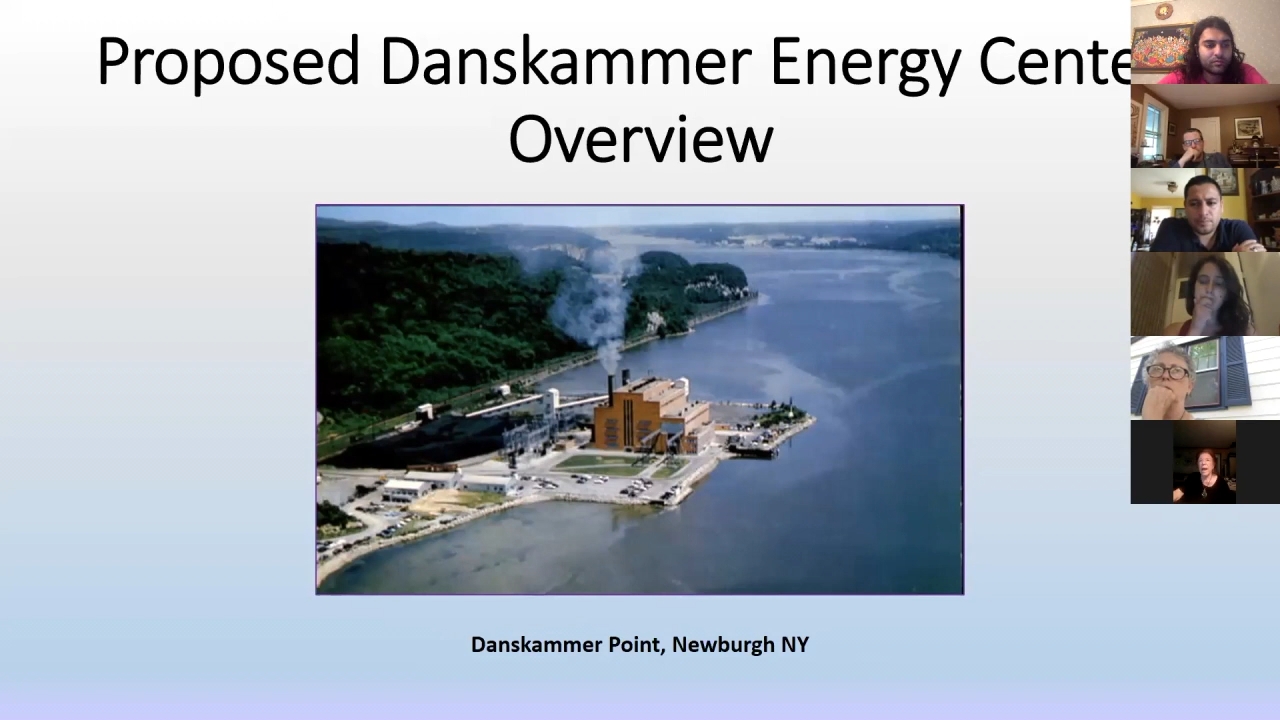 Proposed Danskammer Energy Cente
Overview
Danskammer Point, Newburgh NY